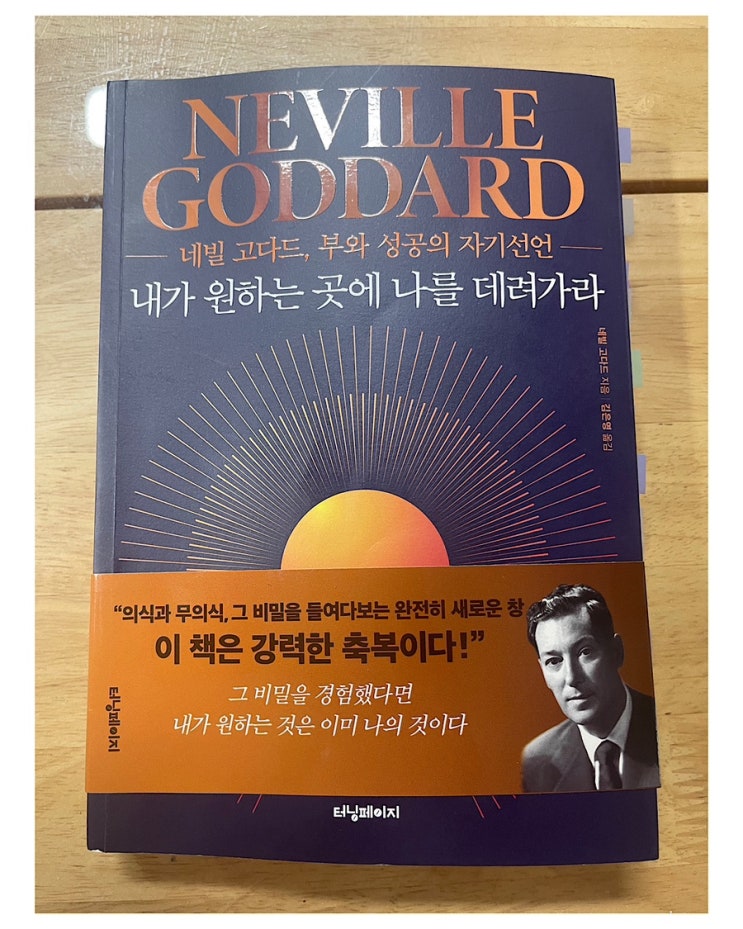 NEVILLE
GODDARD
네빌 고다드, 부와 성공의 자기선언
내가 원하는 곳에 나를 데려가라
네빌 고다드 지음 | 김은영 옮김
“의식과 무의식, 그 비밀을 들여다보는 완전히 새로운 창
이 책은 강력한 축복이다!”
그 비밀을 경험했다면
내가 원하는 것은 이미 나의 것이다
터닝페이지
터닝페이지